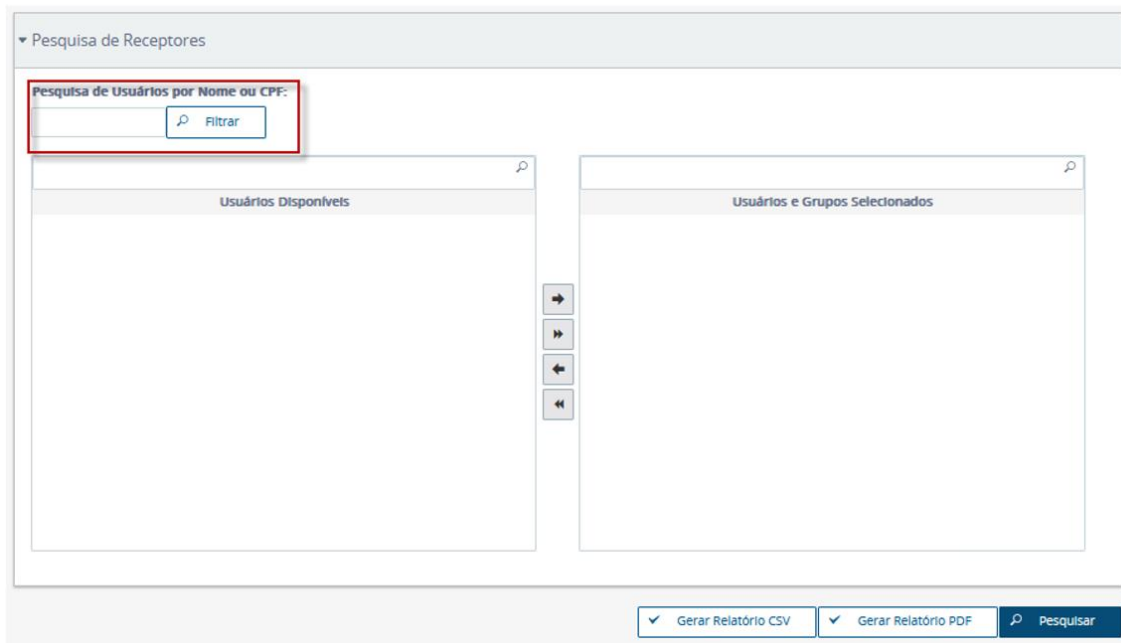 Pesquisa de Receptores
Pesquisa de Usuários por Nome ou CPF:
Filtrar
Usuários Disponíveis
Usuários e Grupos Selecionados
Gerar Relatório CSV
Gerar Relatório PDF
Pesquisar